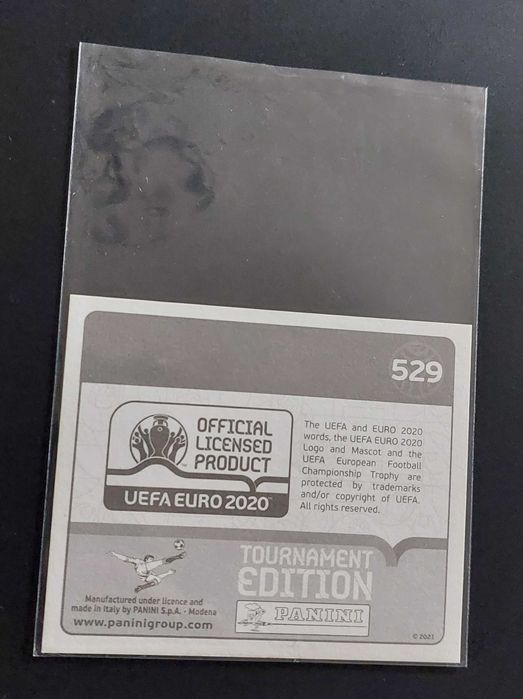 529
OFFICIAL
LICENSED
PRODUCT
UEFA EURO 2020™
The UEFA and EURO 2020
words, the UEFA EURO 2020
Logo and Mascot and the
UEFA European Football
Championship Trophy are
protected by trademarks
and/or copyright of UEFA.
All rights reserved.
TOURNAMENT
EDITION
Manufactured under licence and
made in Italy by PANINI S.p.A. - Modena
www.paninigroup.com
PANINI
© 2021